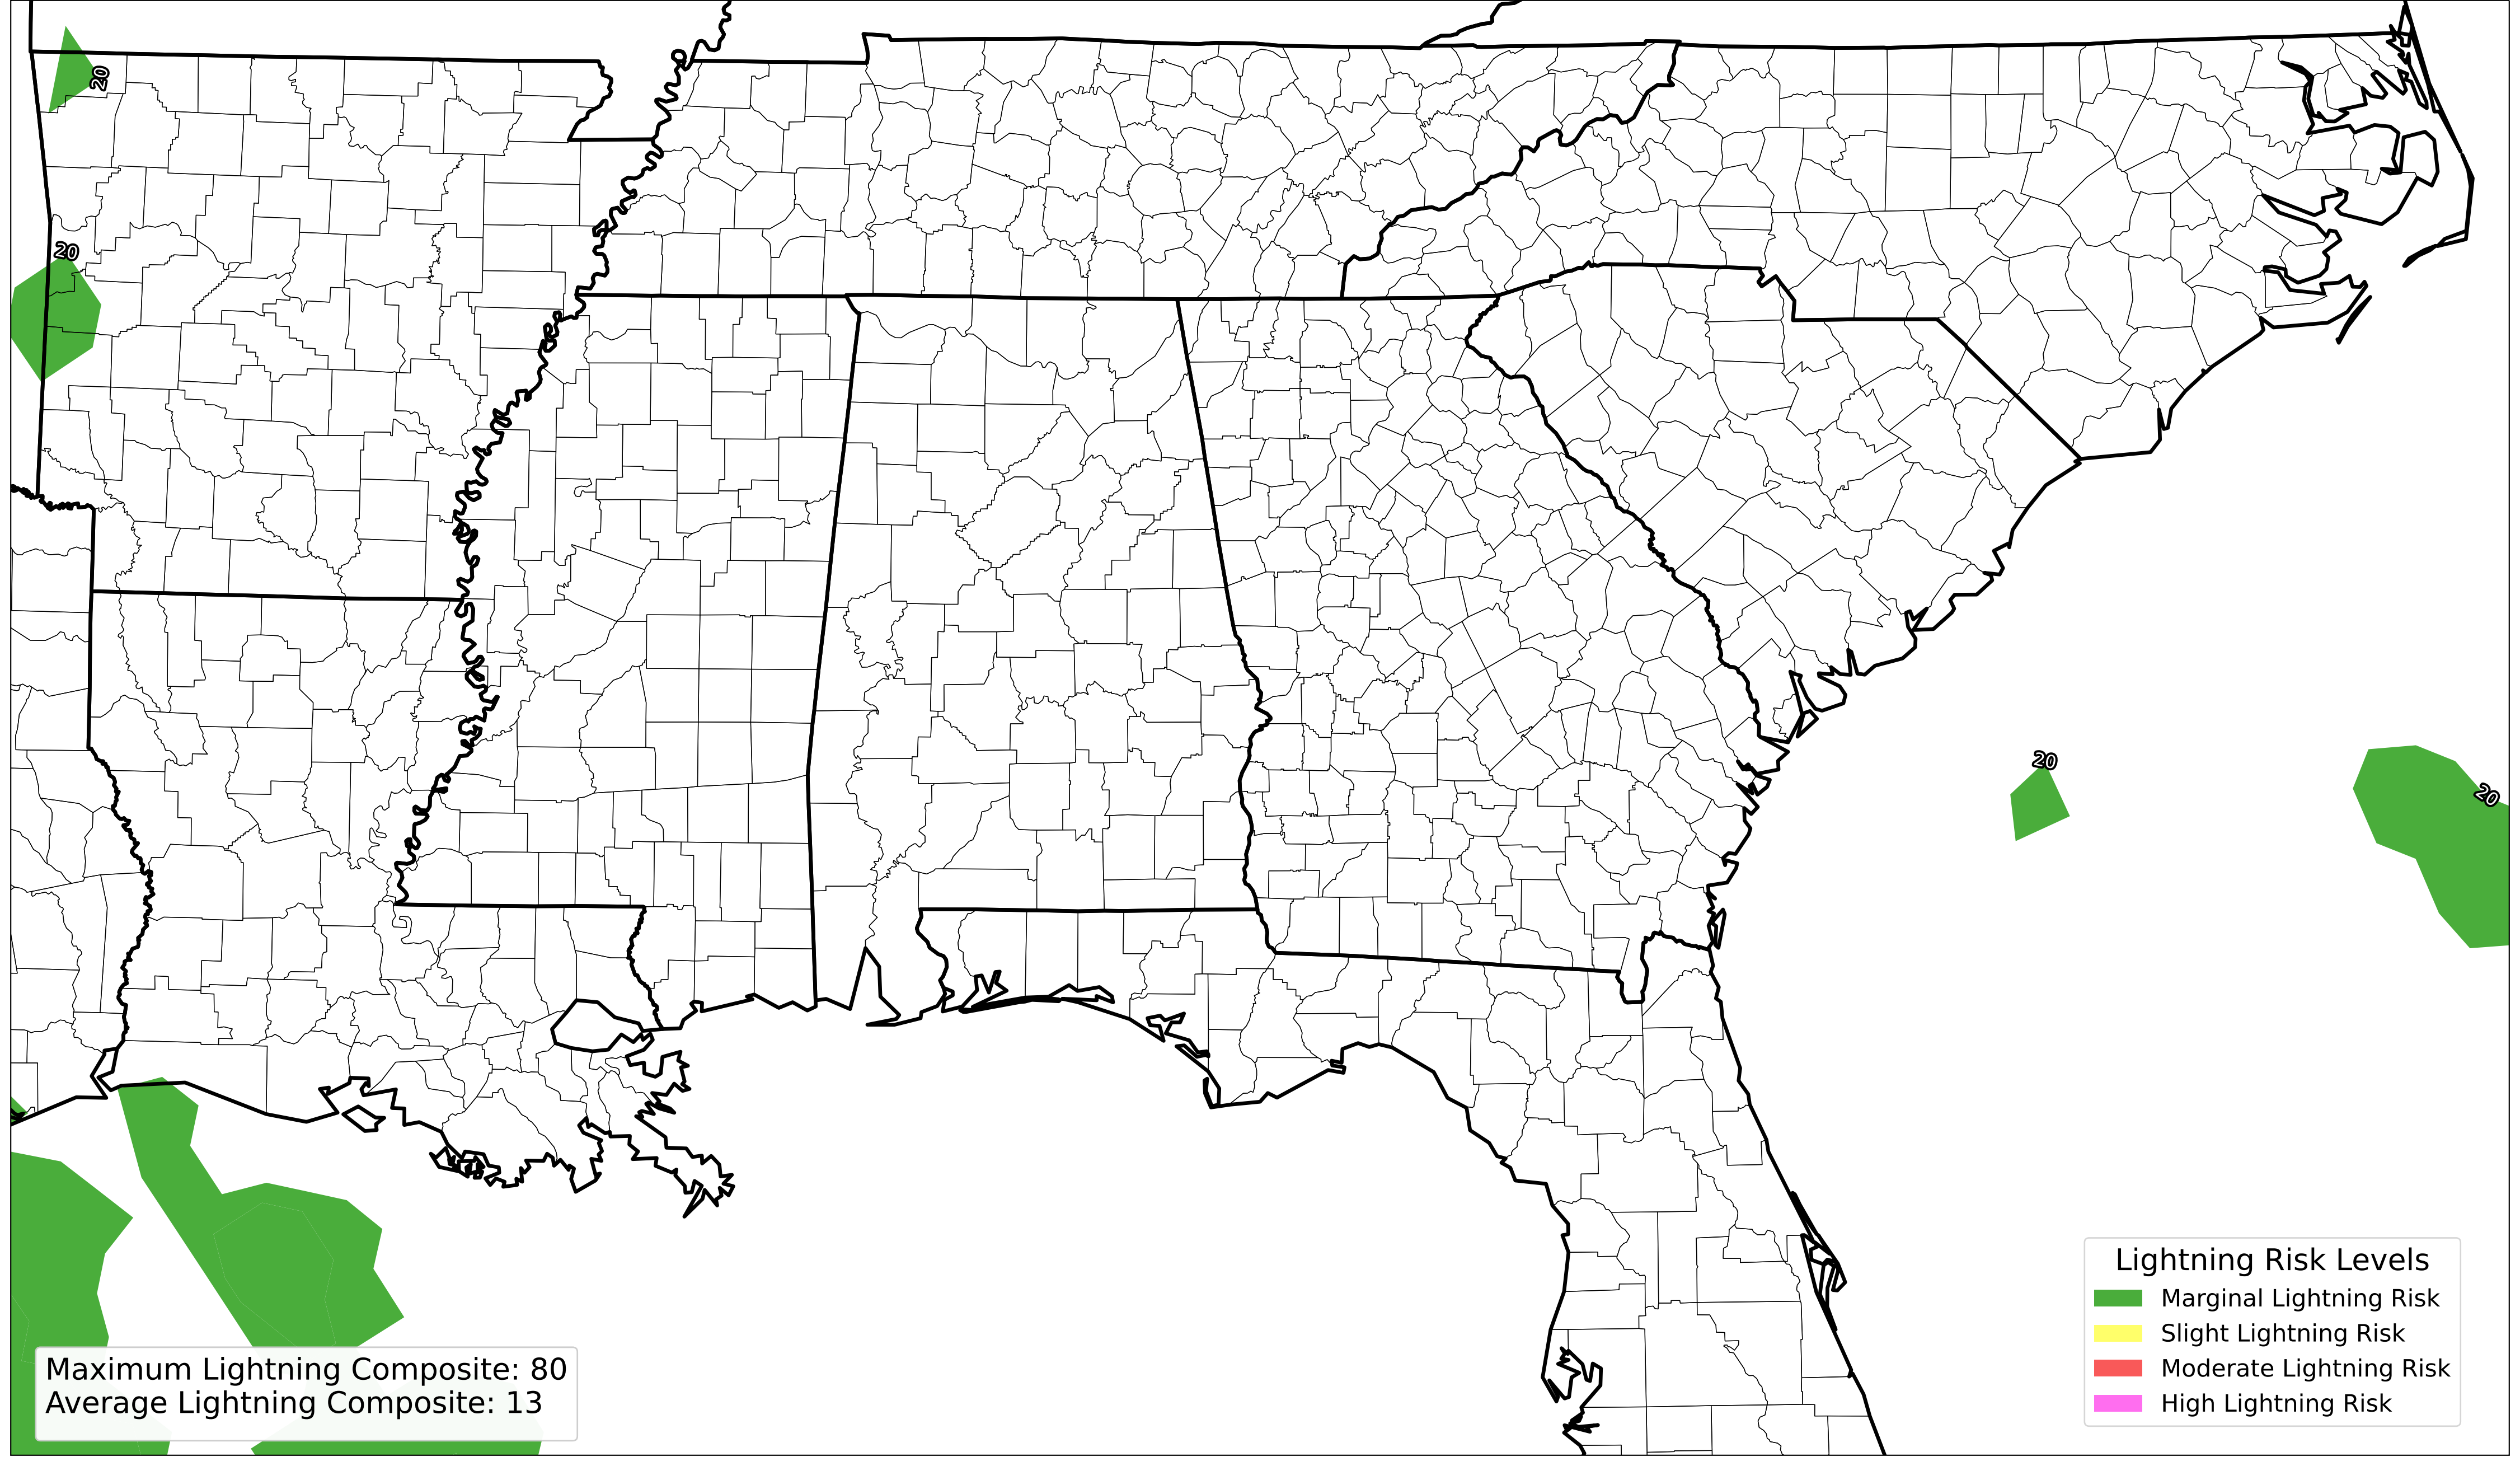 20
20
20
20
Maximum Lightning Composite: 80
Average Lightning Composite: 13
Lightning Risk Levels
Marginal Lightning Risk
Slight Lightning Risk
Moderate Lightning Risk
High Lightning Risk